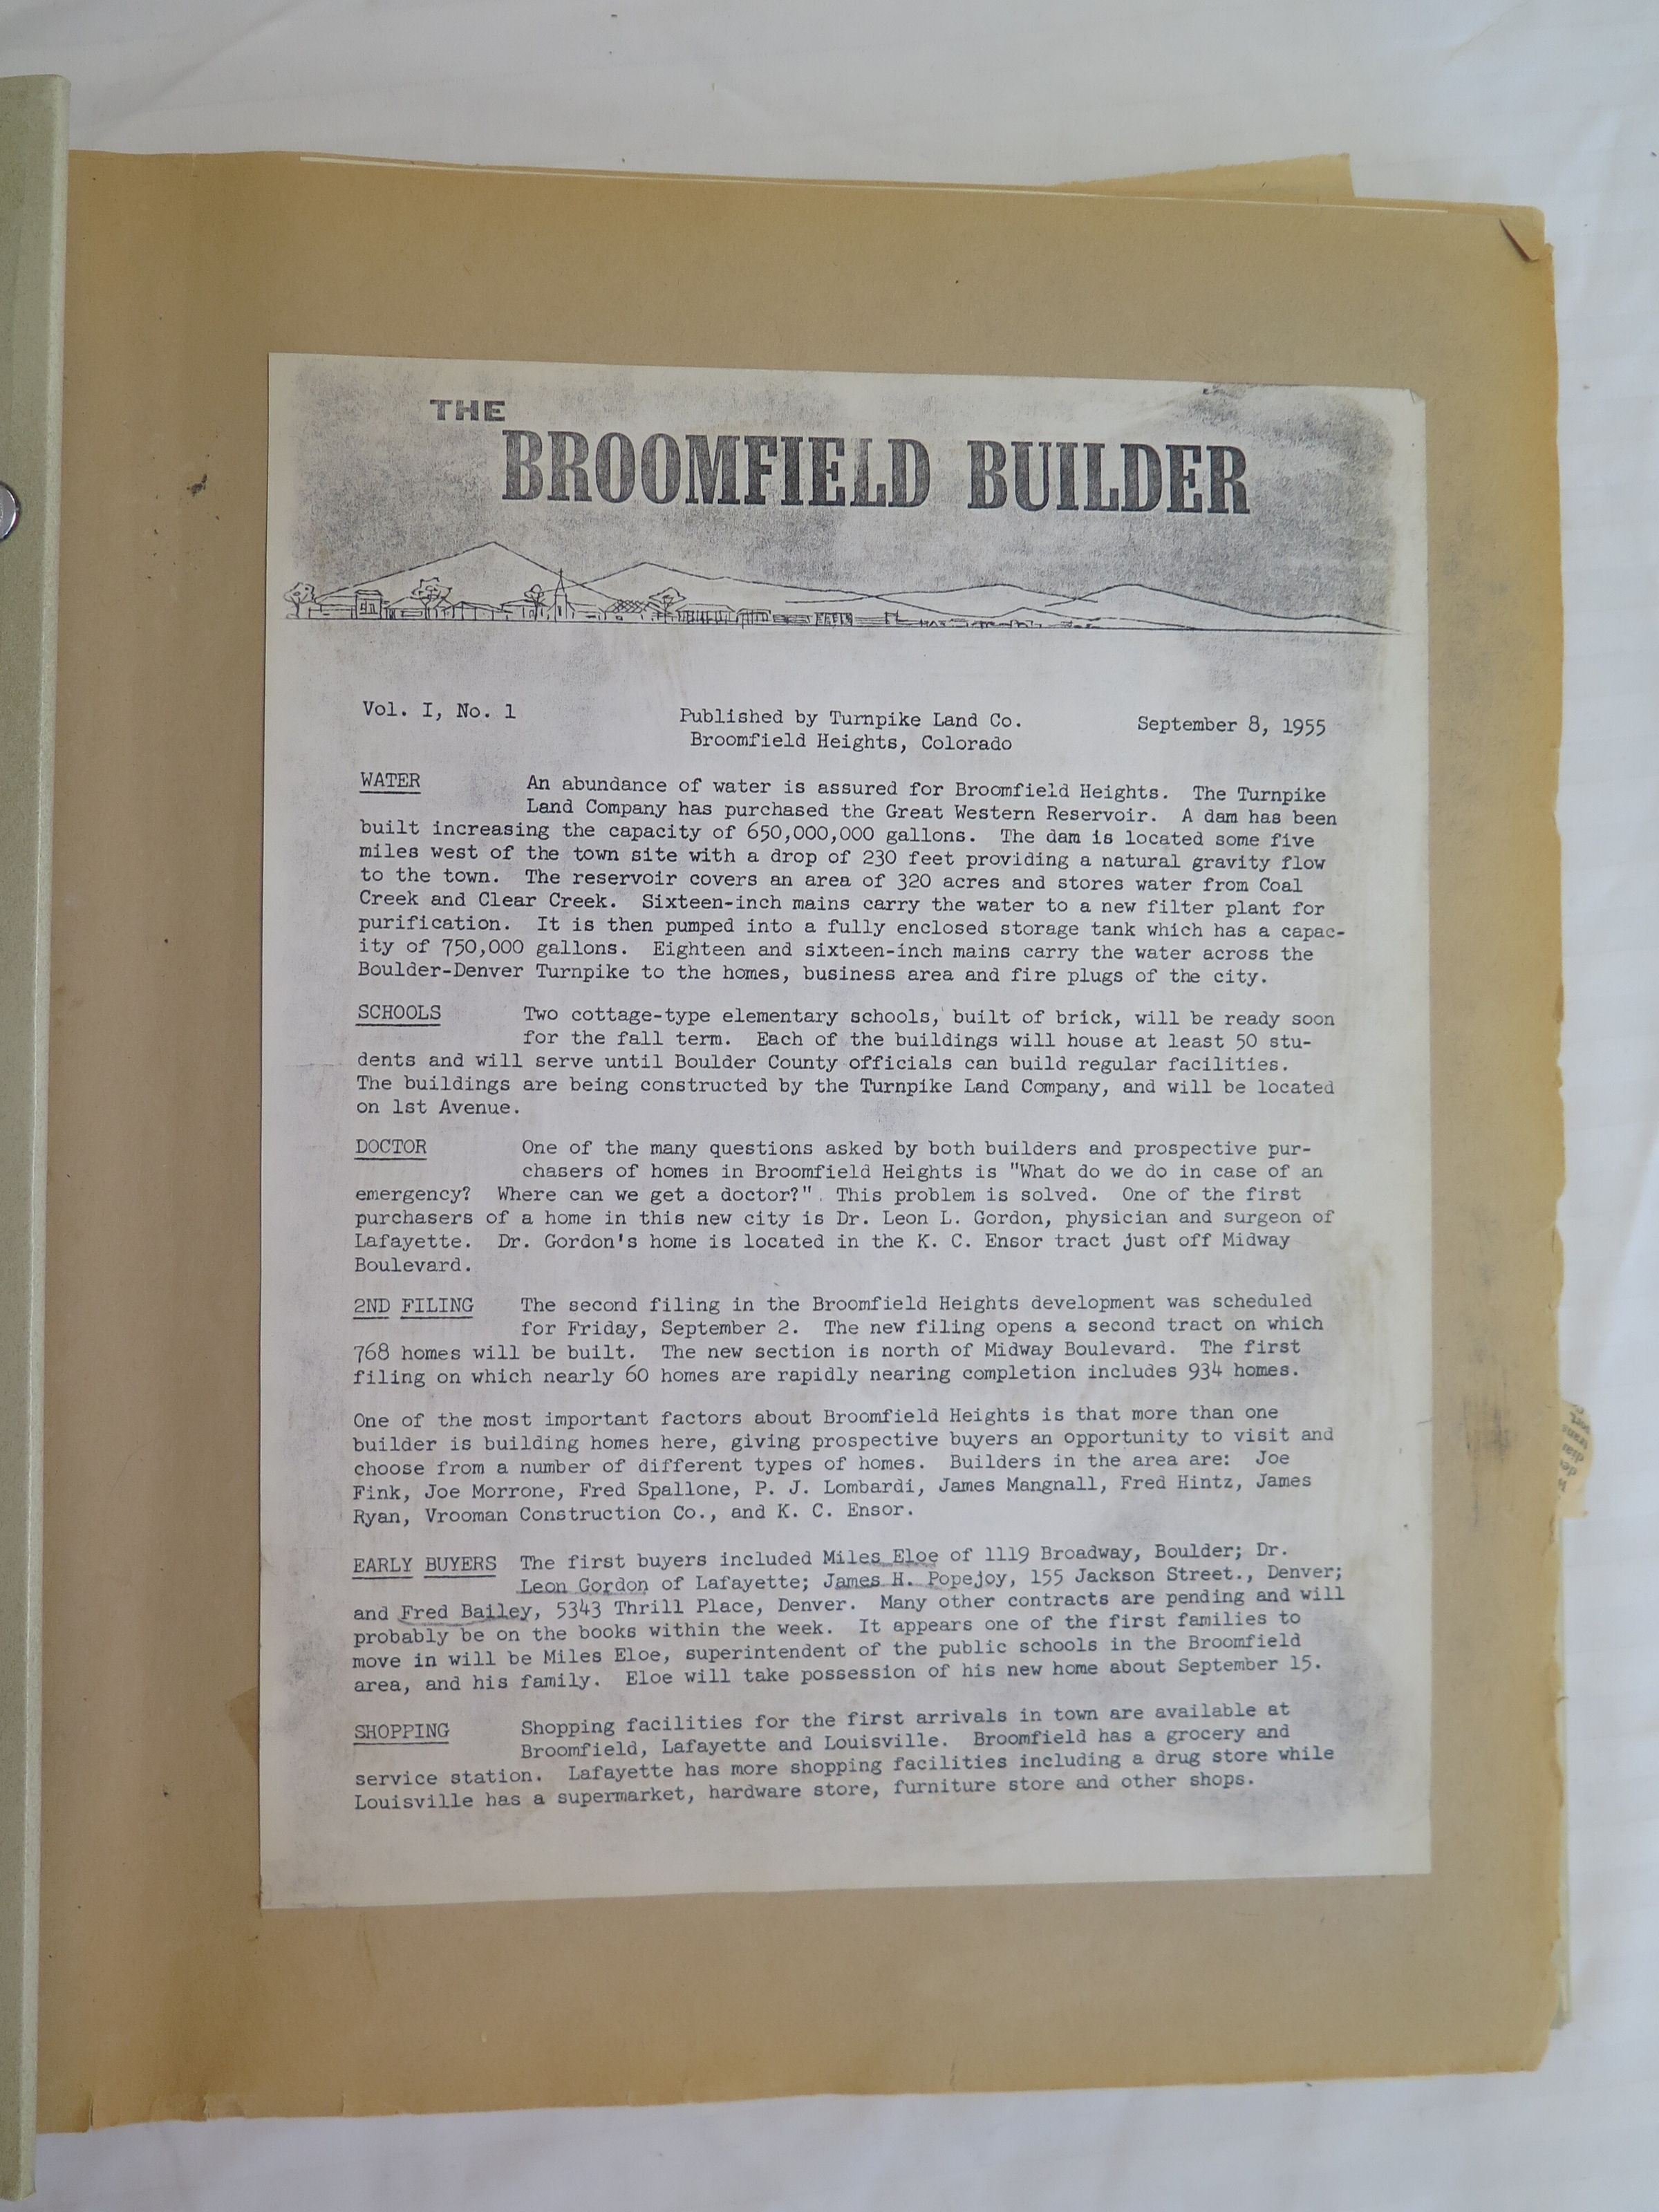 THE
BROOMFIELD BUILDER
Vol. I, No. 1
Published by Turnpike Land Co.
Broomfield Heights, Colorado
September 8, 1955
WATER An abundance of water is assured for Broomfield Heights. The Turnpike
Land Company has purchased the Great Western Reservoir. A dam has been
built increasing the capacity of 650,000,000 gallons. The dam is located some five
miles west of the town site with a drop of 230 feet providing a natural gravity flow
to the town. The reservoir covers an area of 320 acres and stores water from Coal
Creek and Clear Creek. Sixteen-inch mains carry the water to a new filter plant for
purification. It is then pumped into a fully enclosed storage tank which has a capac-
ity of 750,000 gallons. Eighteen and sixteen-inch mains carry the water across the
Boulder-Denver Turnpike to the homes, business area and fire plugs of the city.
SCHOOLS Two cottage-type elementary schools, built of brick, will be ready soon
for the fall term. Each of the buildings will house at least 50 stu-
dents and will serve until Boulder County officials can build regular facilities.
The buildings are being constructed by the Turnpike Land Company, and will be located
on 1st Avenue.
DOCTOR One of the many questions asked by both builders and prospective pur-
chasers of homes in Broomfield Heights is "What do we do in case of an
emergency? Where can we get a doctor?" This problem is solved. One of the first
purchasers of a home in this new city is Dr. Leon L. Gordon, physician and surgeon of
Lafayette. Dr. Gordon's home is located in the K. C. Ensor tract just off Midway
Boulevard.
2ND FILING The second filing in the Broomfield Heights development was scheduled
for Friday, September 2. The new filing opens a second tract on which
768 homes will be built. The new section is north of Midway Boulevard. The first
filing on which nearly 60 homes are rapidly nearing completion includes 934 homes.
One of the most important factors about Broomfield Heights is that more than one
builder is building homes here, giving prospective buyers an opportunity to visit and
choose from a number of different types of homes. Builders in the area are: Joe
Fink, Joe Morrone, Fred Spallone, P. J. Lombardi, James Mangnall, Fred Hintz, James
Ryan, Vrooman Construction Co., and K. C. Ensor.
EARLY BUYERS The first buyers included Miles Eloe of 1119 Broadway, Boulder; Dr.
Leon Gordon of Lafayette; James H. Popejoy, 155 Jackson Street., Denver;
and Fred Bailey, 5343 Thrill Place, Denver. Many other contracts are pending and will
probably be on the books within the week. It appears one of the first families to
move in will be Miles Eloe, superintendent of the public schools in the Broomfield
area, and his family. Eloe will take possession of his new home about September 15.
SHOPPING Shopping facilities for the first arrivals in town are available at
Broomfield, Lafayette and Louisville. Broomfield has a grocery and
service station. Lafayette has more shopping facilities including a drug store while
Louisville has a supermarket, hardware store, furniture store and other shops.